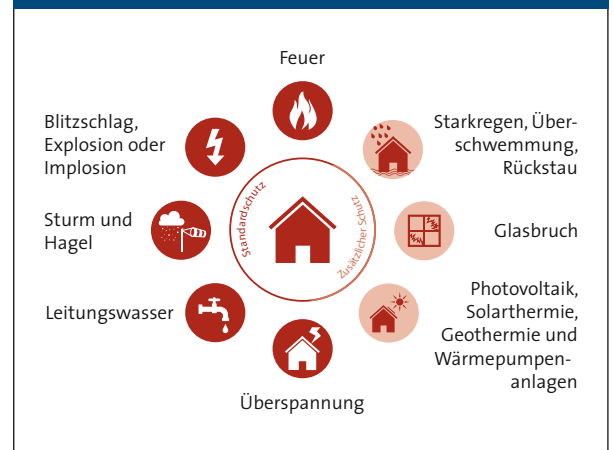 Feuer
Blitzschlag,
Explosion oder
Implosion
Starkregen, Über-
schwemmung,
Rückstau
Standardschutz
Zusätzlicher Schutz
Sturm und
Hagel
Glasbruch
Leitungswasser
Photovoltaik,
Solarthermie,
Geothermie und
Wärmepumpen-
anlagen
Überspannung